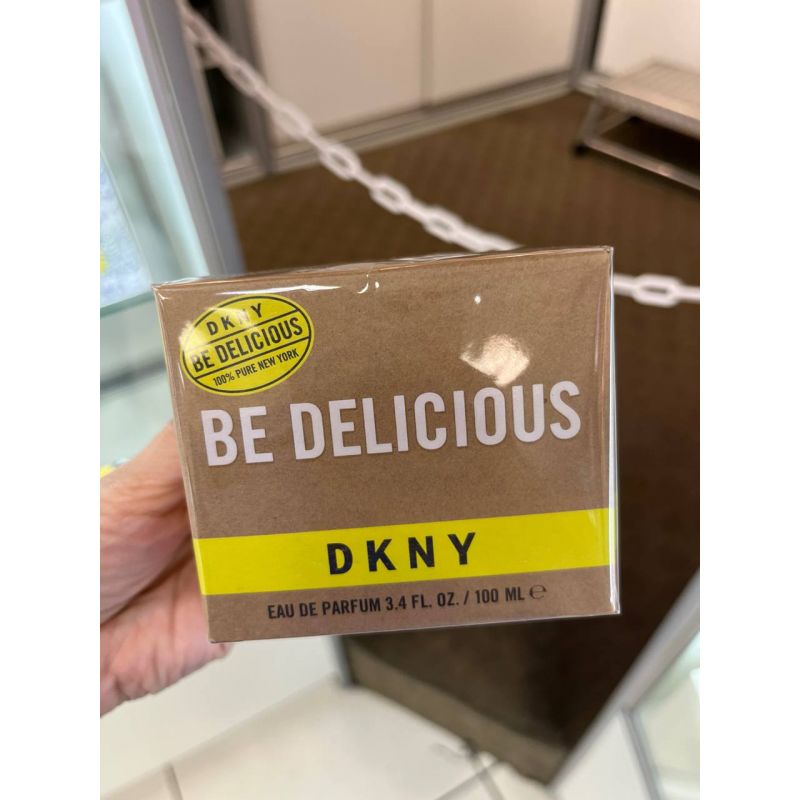 DKNY
BE DELICIOUS
100% PURE NEW YORK
BE DELICIOUS
DKNY
EAU DE PARFUM 3.4 FL. OZ. / 100 ML ℮